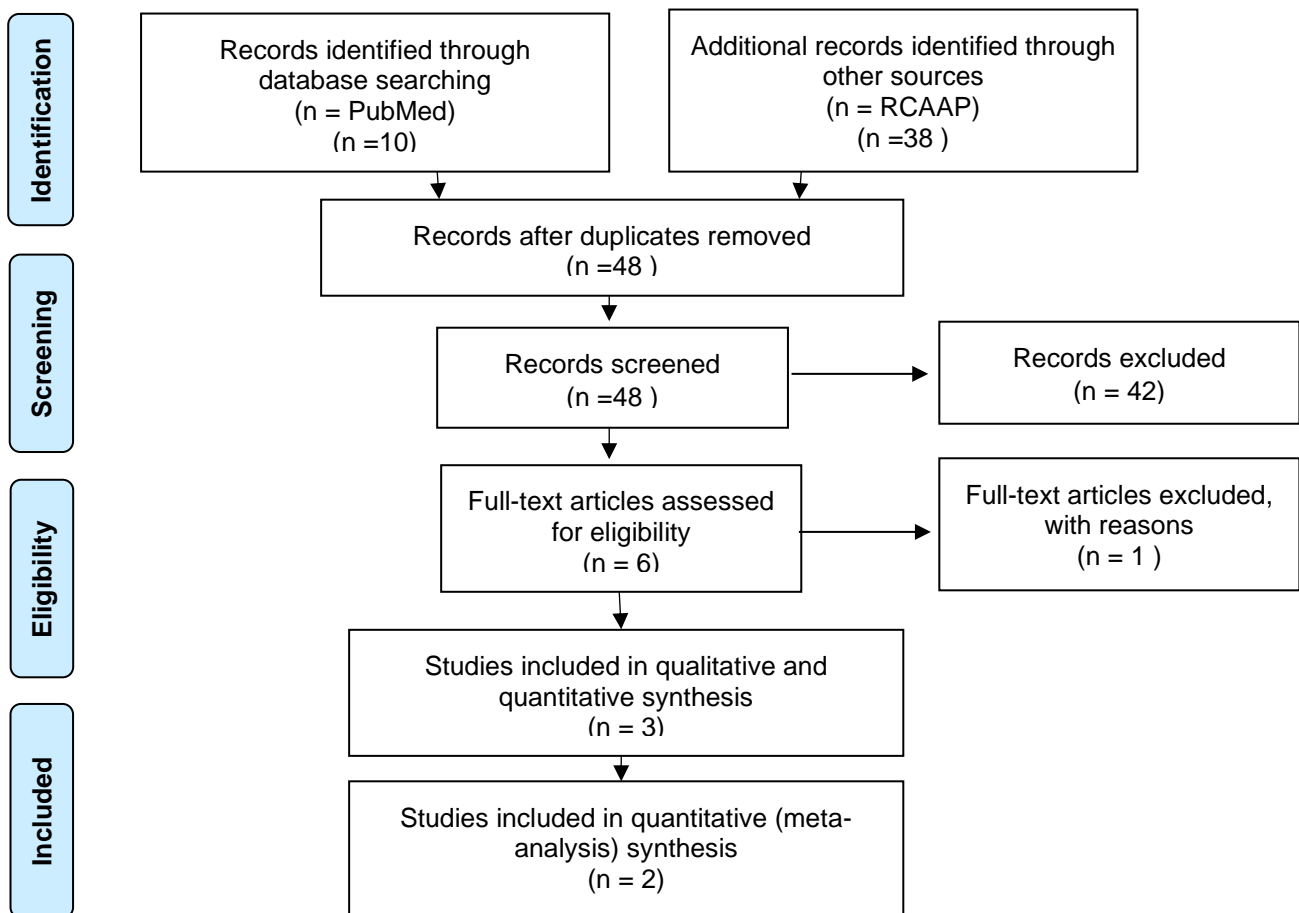 Identification
Records identified through
database searching
(n = PubMed)
(n =10)
Additional records identified through
other sources
(n = RCAAP)
(n =38 )
Records after duplicates removed
(n =48 )
Screening
Records screened
(n =48 )
Records excluded
(n = 42)
Eligibility
Full-text articles assessed
for eligibility
(n = 6)
Full-text articles excluded,
with reasons
(n = 1 )
Studies included in qualitative and
quantitative synthesis
(n = 3)
Included
Studies included in quantitative (meta-
analysis) synthesis
(n = 2)